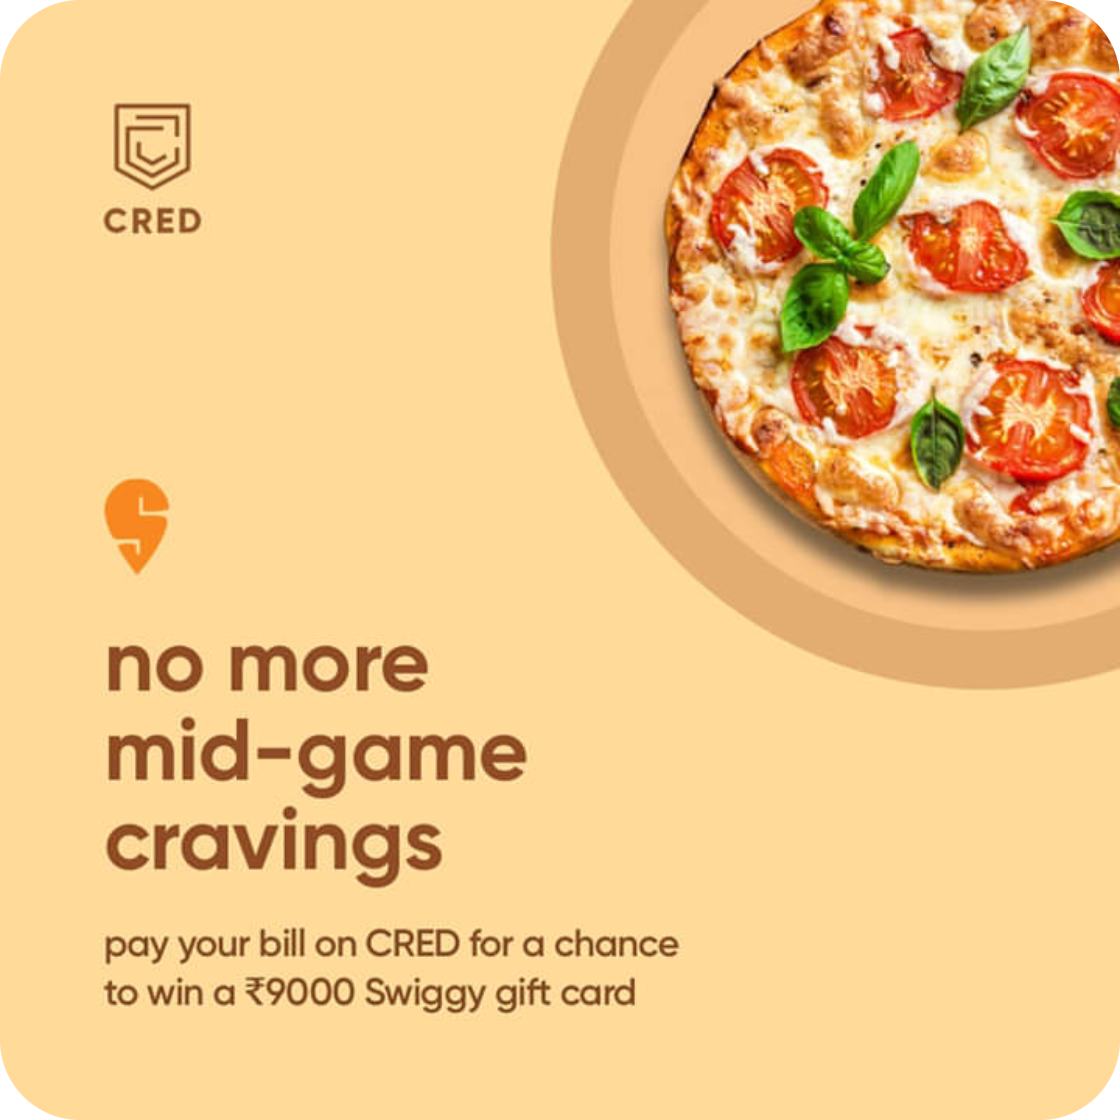 CRED
no more
mid-game
cravings
pay your bill on CRED for a chance
to win a ₹9000 Swiggy gift card